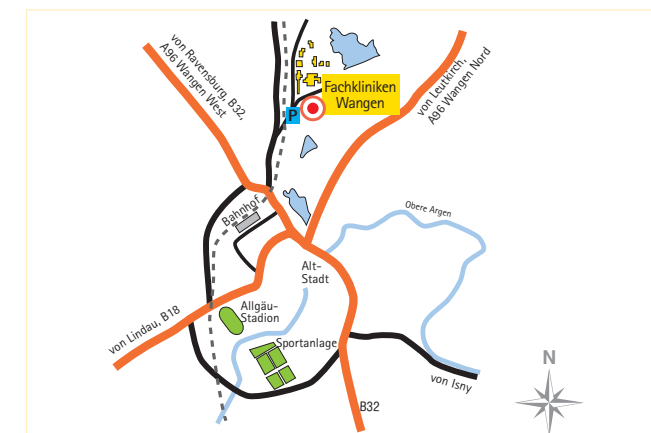 von Ravensburg, B32,
A96 Wangen West
Fachkliniken
Wangen
P
von Leutkirch,
A96 Wangen Nord
Bahnhof
Obere Argen
Alt-
Stadt
Allgäu-
Stadion
von Lindau, B18
Sportanlage
von Isny
B32
N